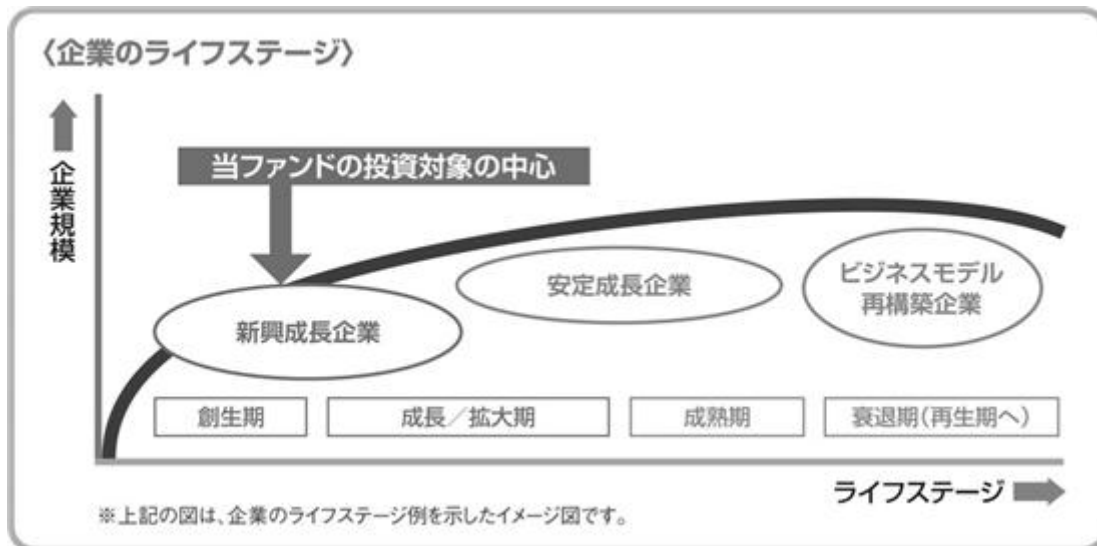 〈企業のライフステージ〉
企業規模
当ファンドの投資対象の中心
新興成長企業
安定成長企業
ビジネスモデル
再構築企業
創生期
成長/拡大期
成熟期
衰退期(再生期へ)
ライフステージ
※上記の図は、企業のライフステージ例を示したイメージ図です。